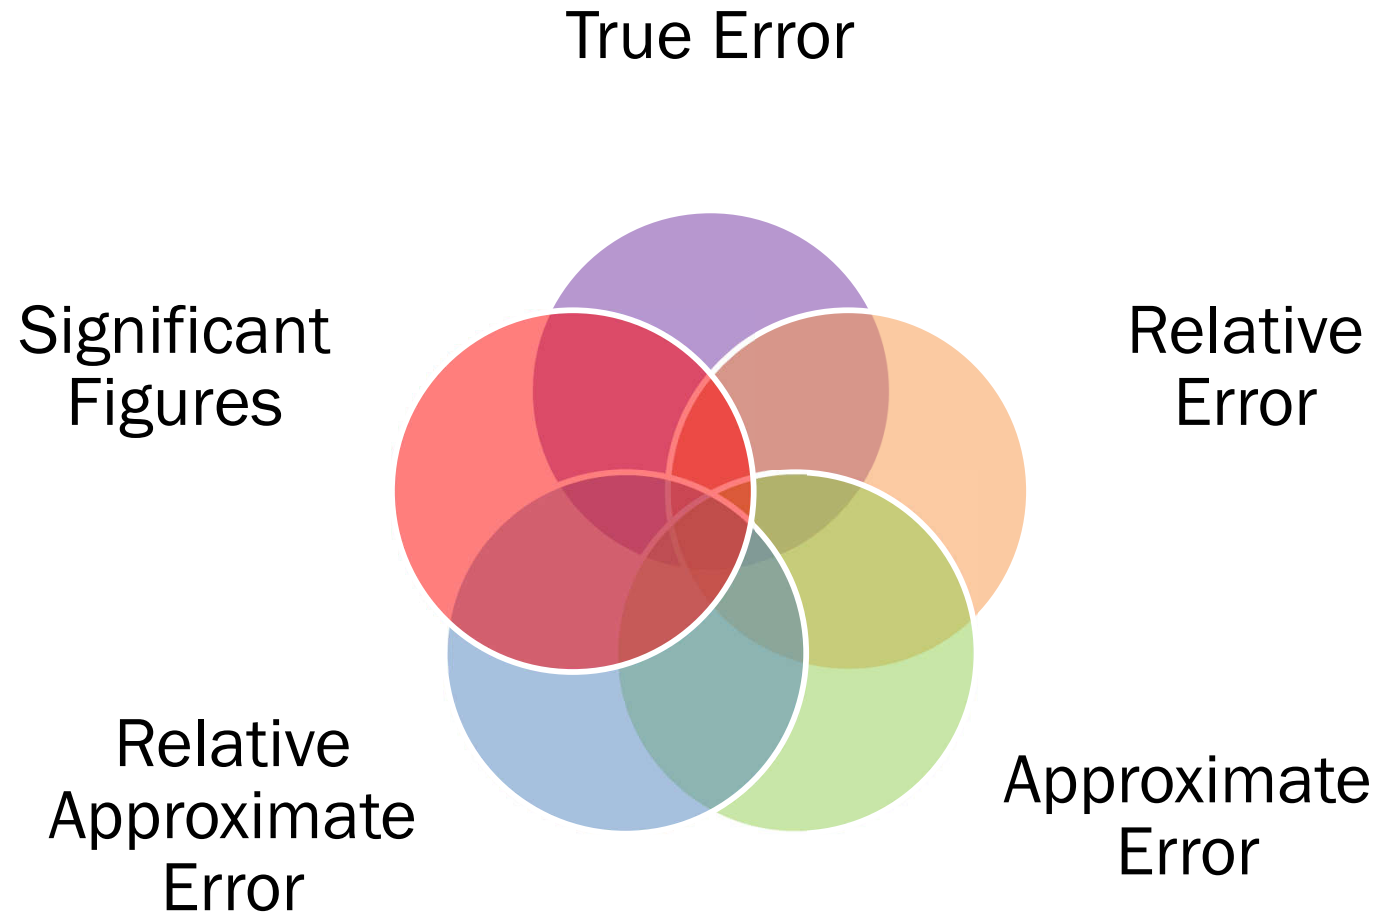 True Error
Significant
Figures
Relative
Error
Relative
Approximate
Error
Approximate
Error